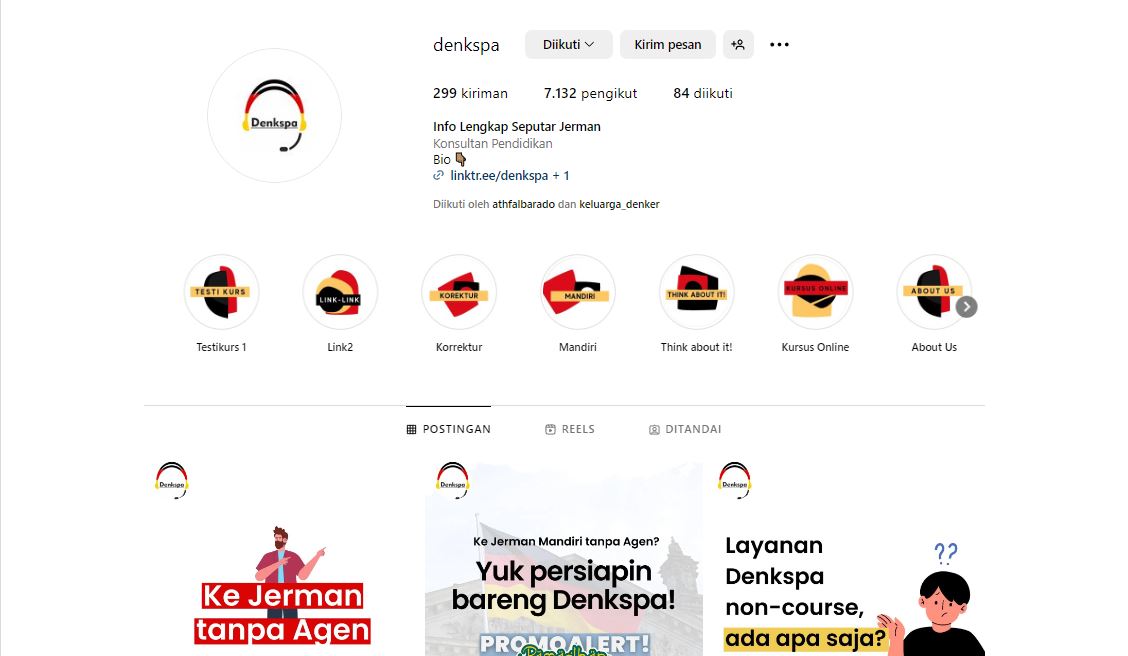 denkspa
Diikuti
Kirim pesan
299 kiriman
7.132 pengikut
84 diikuti
Denkspa
Info Lengkap Seputar Jerman
Konsultan Pendidikan
Bio
linktr.ee/denkspa + 1
Diikuti oleh athfalbarado dan keluarga_denker
TESTI KURS
LINK-LINK
KOREKTUR
MANDIRI
THINK ABOUT IT!
KURSUS ONLINE
ABOUT US
Testikurs 1
Link2
Korrektur
Mandiri
Think about it!
Kursus Online
About Us
POSTINGAN
REELS
DITANDAI
Denkspa
Ke Jerman
tanpa Agen
Denkspa
Ke Jerman Mandiri tanpa Agen?
Yuk persiapin
bareng Denkspa!
PROMO ALERT!
Denkspa
Layanan
Denkspa
non-course,
ada apa saja?
??